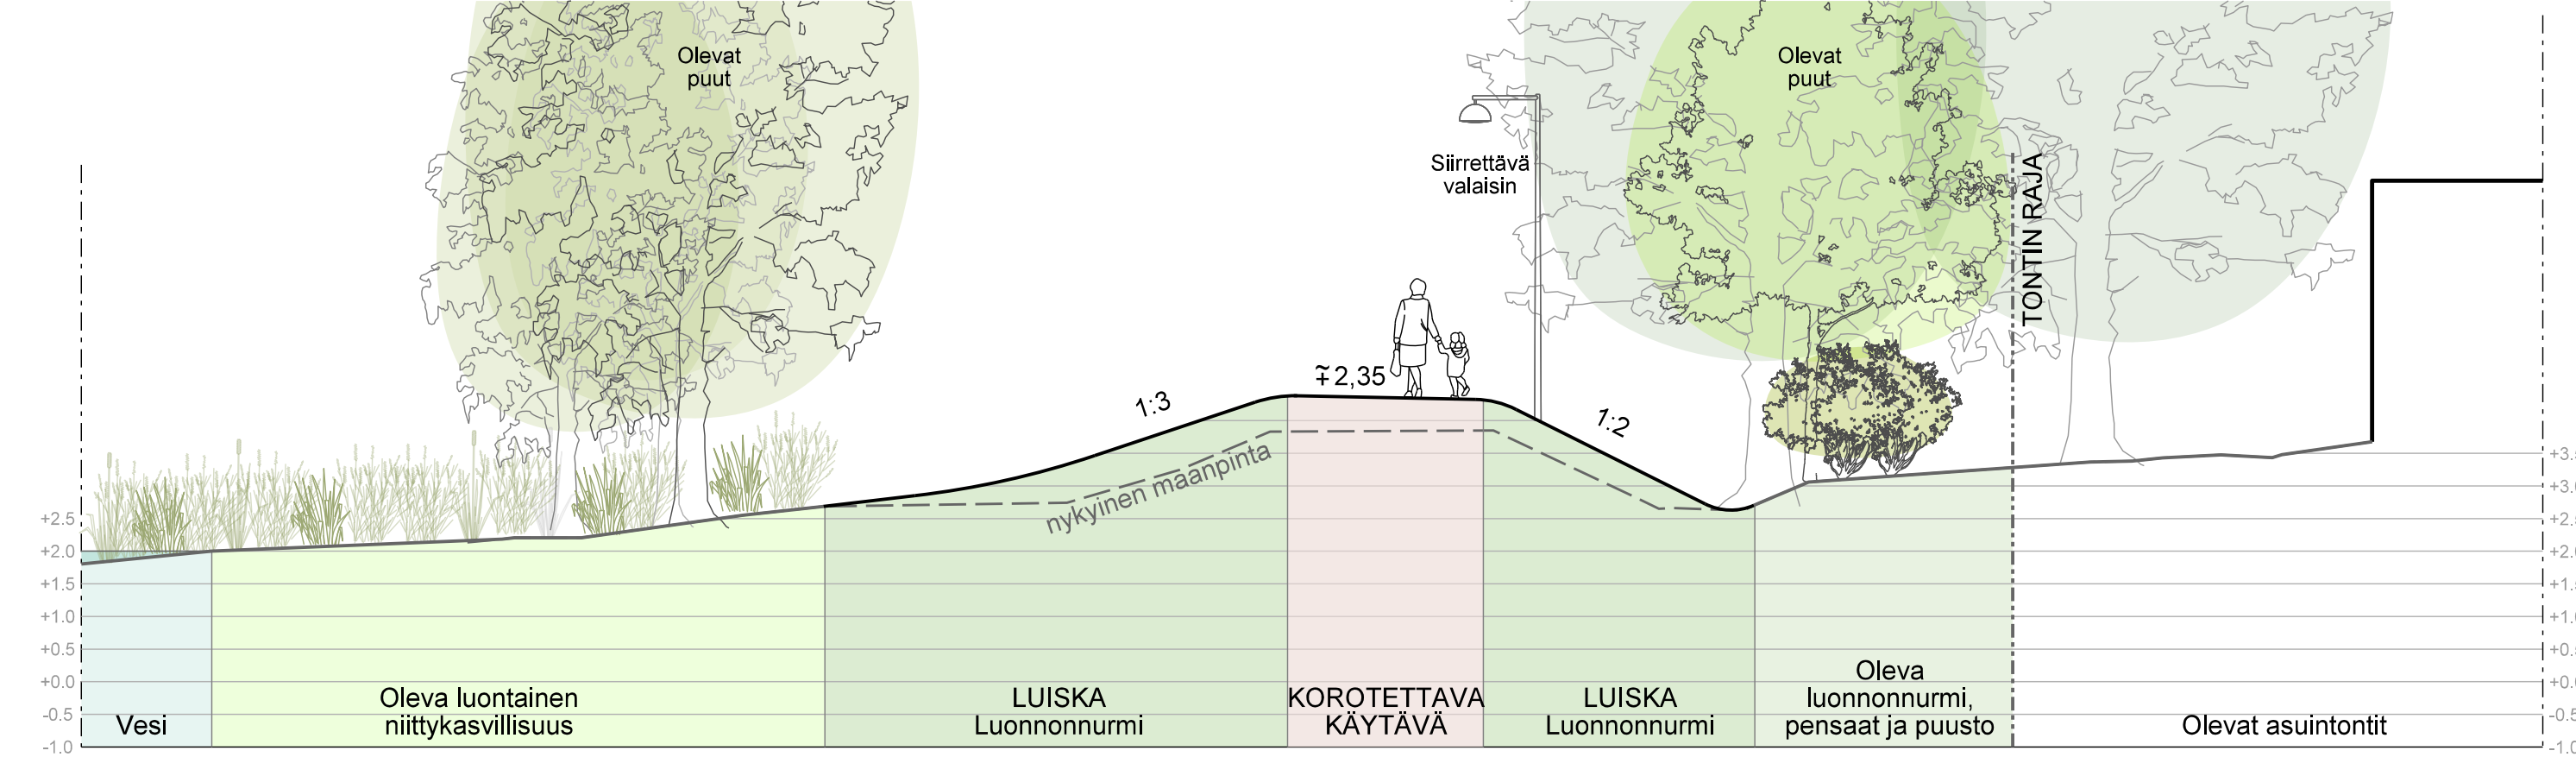 Olevat
puut
Olevat
puut
Siirrettävä
valaisin
TONTIN RAJA
2,35
1:3
1:2
nykyinen maanpinta
+2.5
+2.0
+1.5
+1.0
+0.5
+0.0
-0.5
-1.0
Vesi
Oleva luontainen
niittykasvillisuus
LUISKA
Luonnonnurmi
KOROTETTAVA
KÄYTÄVÄ
LUISKA
Luonnonnurmi
Oleva
luonnonnurmi,
pensaat ja puusto
Olevat asuintontit